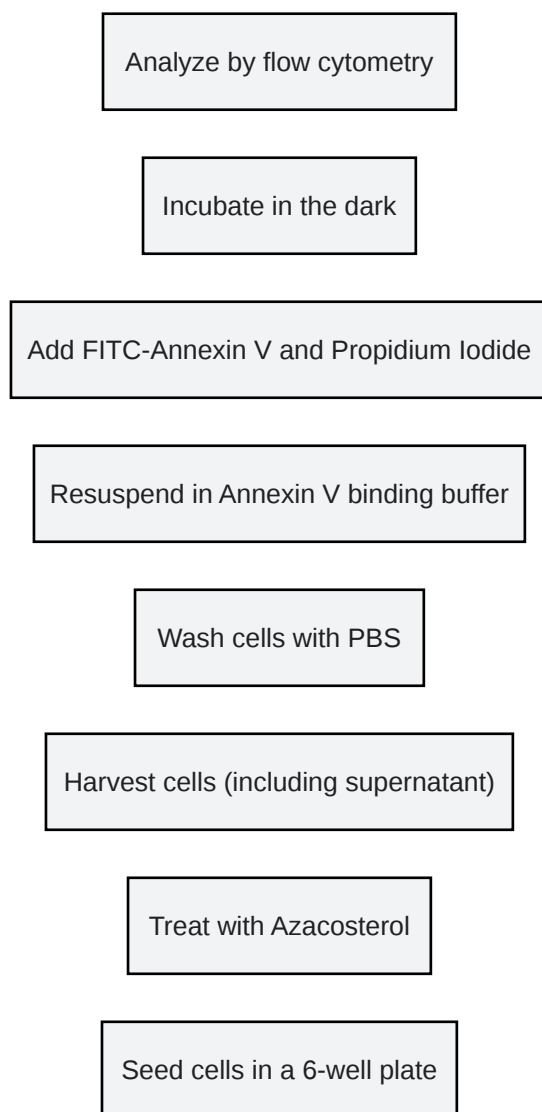 Analyze by flow cytometry
Incubate in the dark
Add FITC-Annexin V and Propidium Iodide
Resuspend in Annexin V binding buffer
Wash cells with PBS
Harvest cells (including supernatant)
Treat with Azacosterol
Seed cells in a 6-well plate